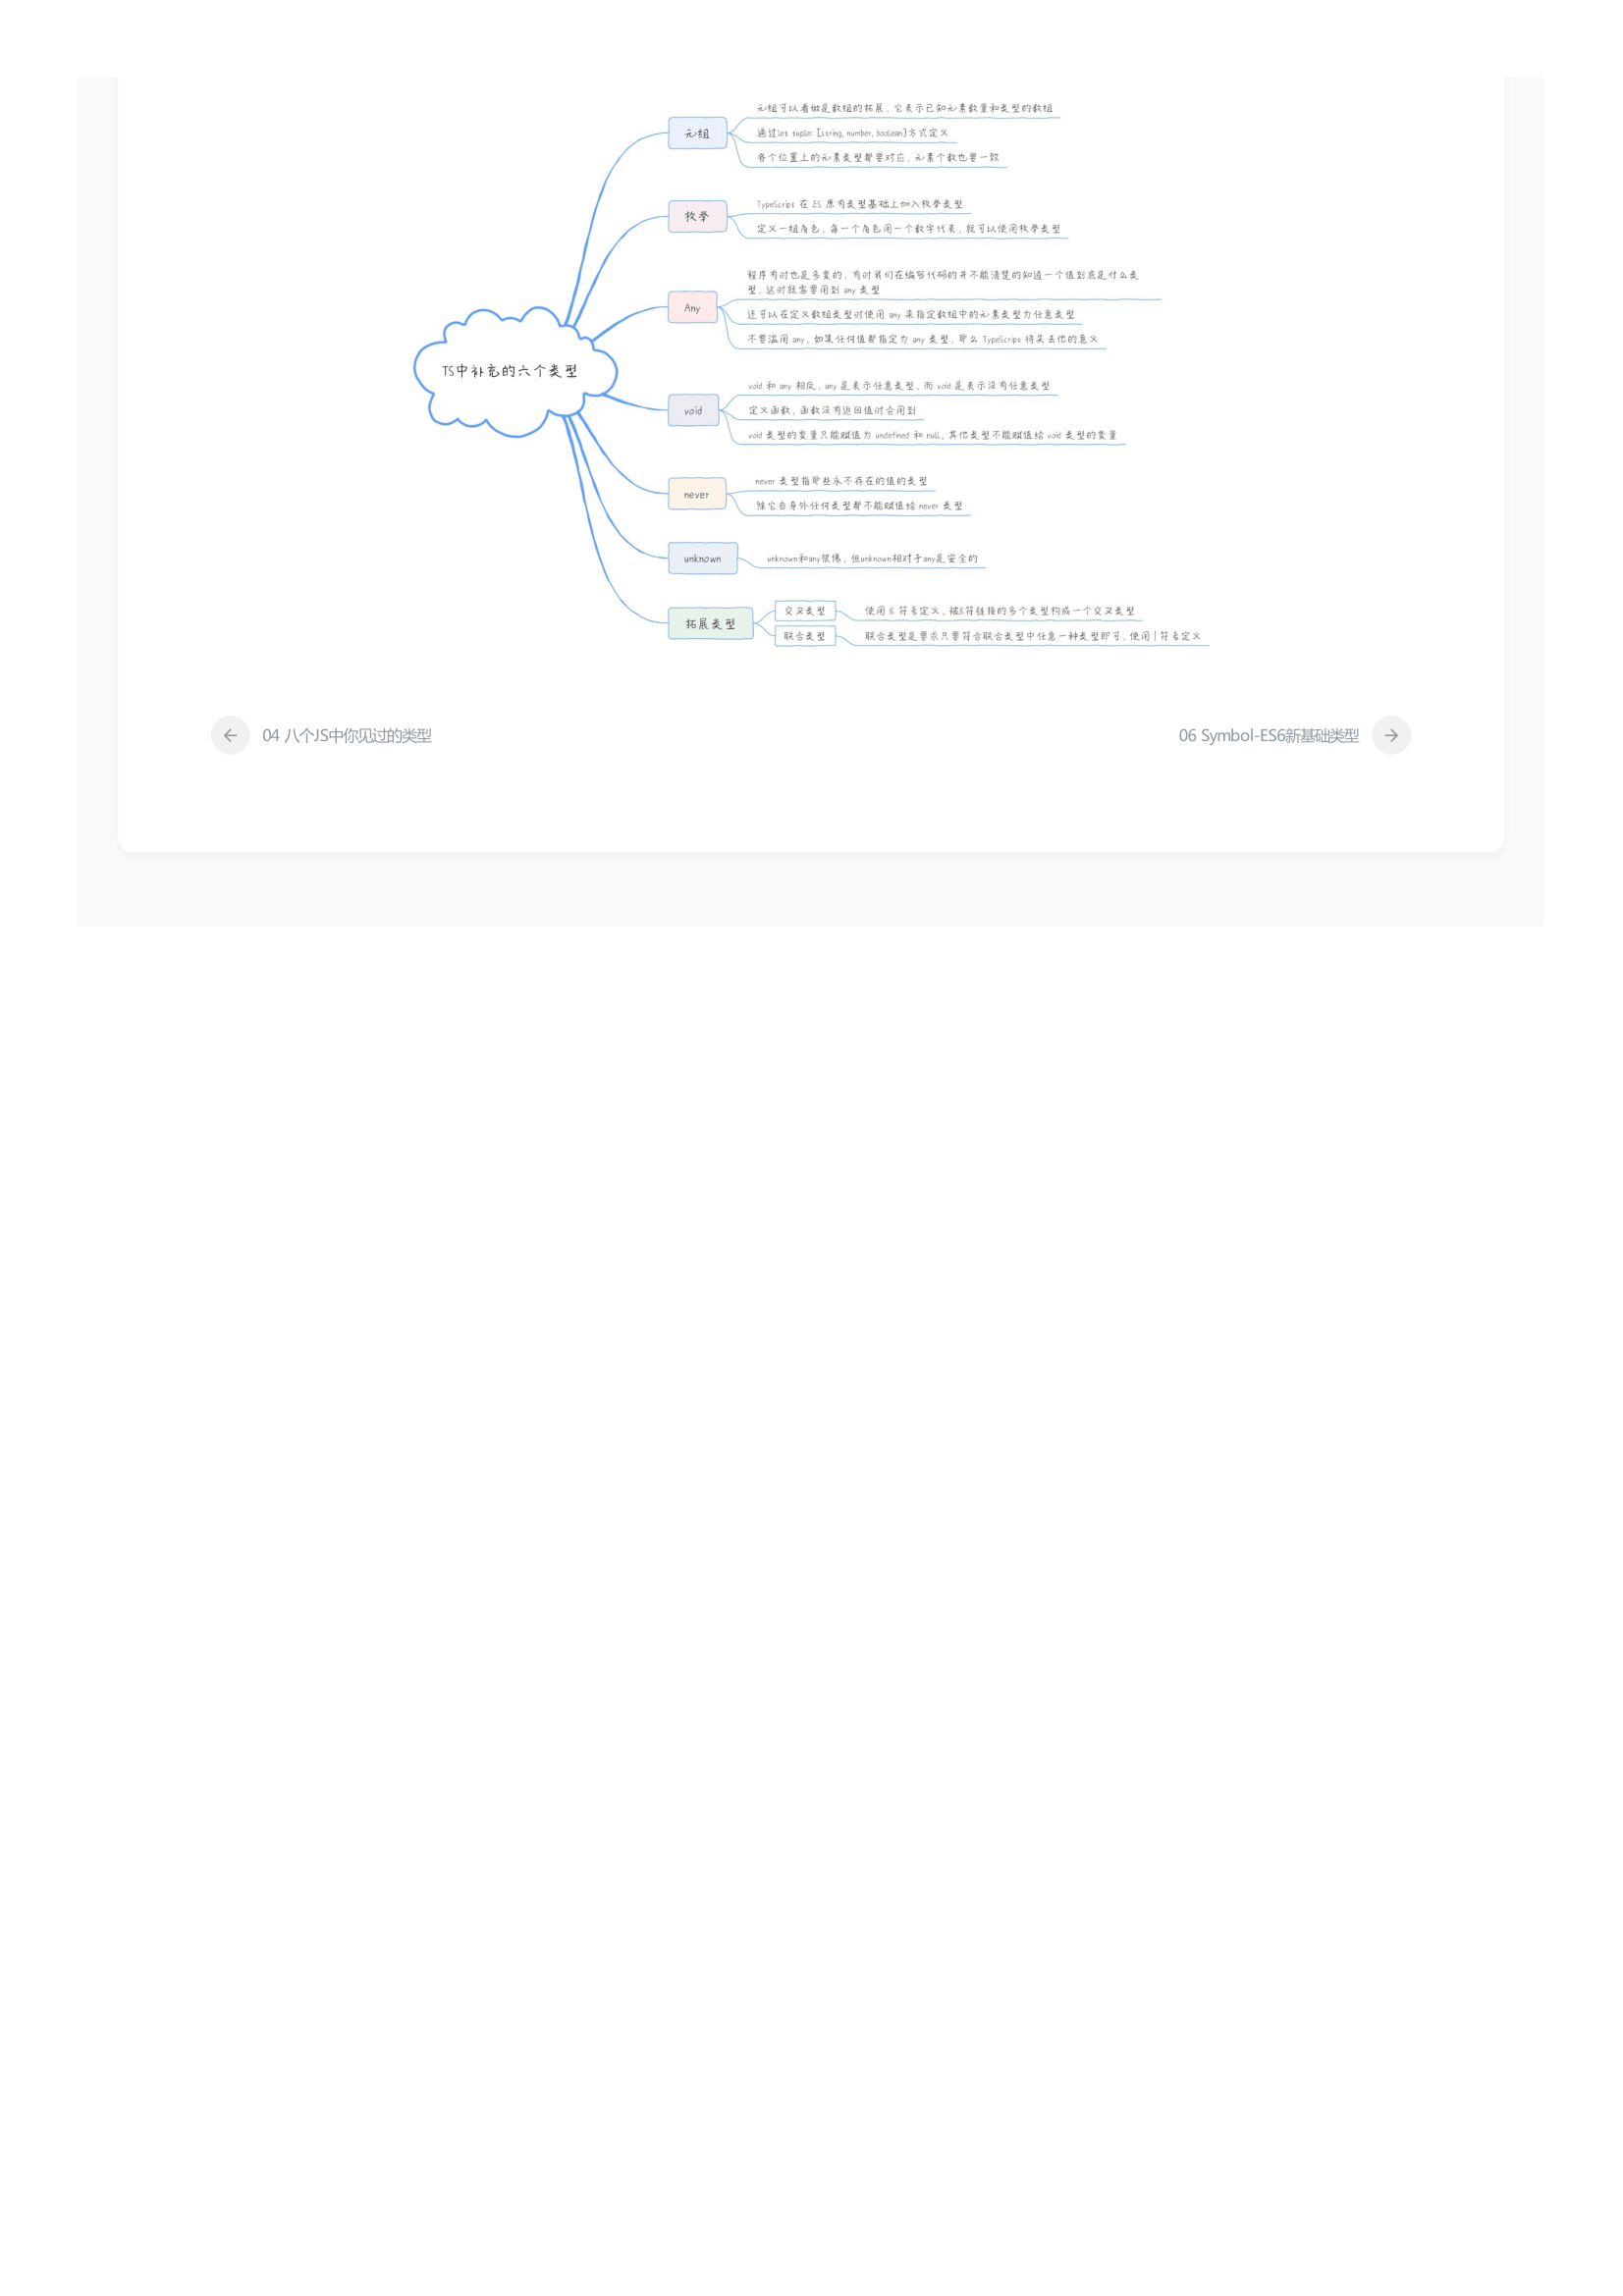 元组可以看做是数组的拓展，它表示已知元素数量和类型的数组
元组
通过let tuple: [string, number, boolean]方式定义
各个位置上的元素类型都要对应，元素个数也要一致
TypeScript 在 ES 原有类型基础上加入枚举类型
枚举
定义一组角色，每一个角色用一个数字代表，就可以使用枚举类型
程序有时也是多变的，有时我们在编写代码的并不能清楚的知道一个值到底是什么类
型，这时就需要用到 any 类型
Any
还可以在定义数组类型时使用 any 来指定数组中的元素类型为任意类型
不要滥用 any，如果任何值都指定为 any 类型，那么 TypeScript 将失去他的意义
TS中补充的六个类型
void 和 any 相反，any 是表示任意类型，而 void 是表示没有任意类型
void
定义函数，函数没有返回值时会用到
void 类型的变量只能赋值为 undefined 和 null，其他类型不能赋值给 void 类型的变量
never 类型指那些永不存在的值的类型
never
除它自身外任何类型都不能赋值给 never 类型
unknown
unknown和any很像，但unknown相对于any是安全的
拓展类型
交叉类型
使用 & 符号定义，被&符链接的多个类型构成一个交叉类型
联合类型
联合类型是要求只要符合联合类型中任意一种类型即可，使用 | 符号定义
04 八个JS中你见过的类型
06 Symbol-ES6新基础类型